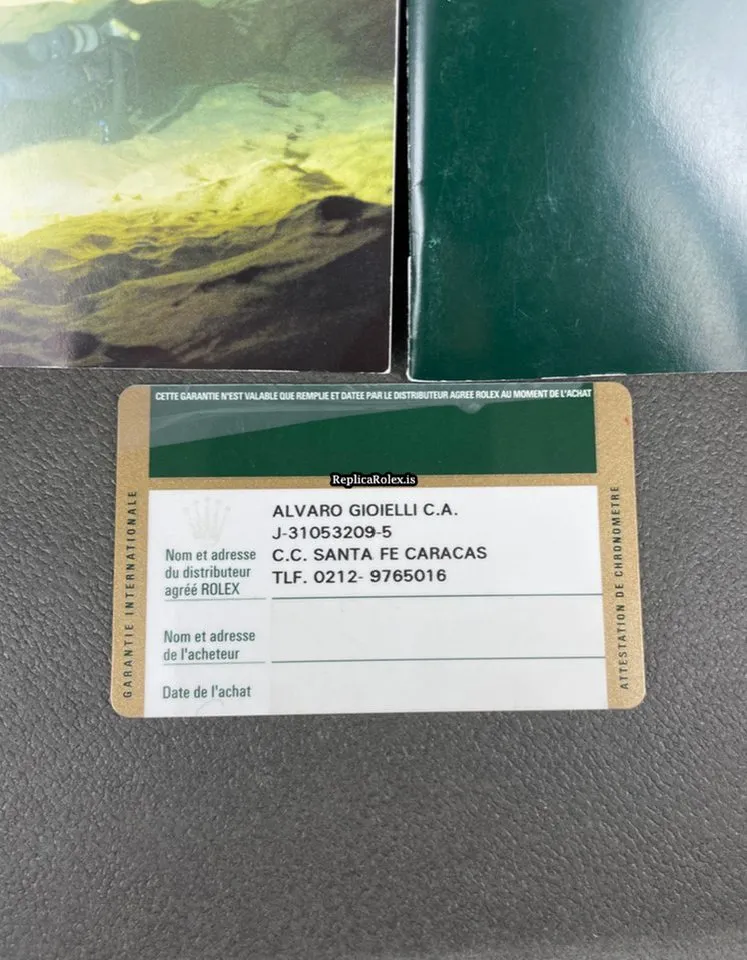 CETTE GARANTIE N'EST VALABLE QUE REMPLIE ET DATEE PAR LE DISTRIBUTEUR AGREE ROLEX AU MOMENT DE L'ACHAT
ReplicaRolex.is
GARANTIE INTERNATIONALE
Nom et adresse
du distributeur
agréé ROLEX
ALVARO GIOIELLI C.A.
J-31053209-5
C.C. SANTA FE CARACAS
TLF. 0212- 9765016
Nom et adresse
de l'acheteur
Date de l'achat
ATTESTATION DE CHRONOMETRE